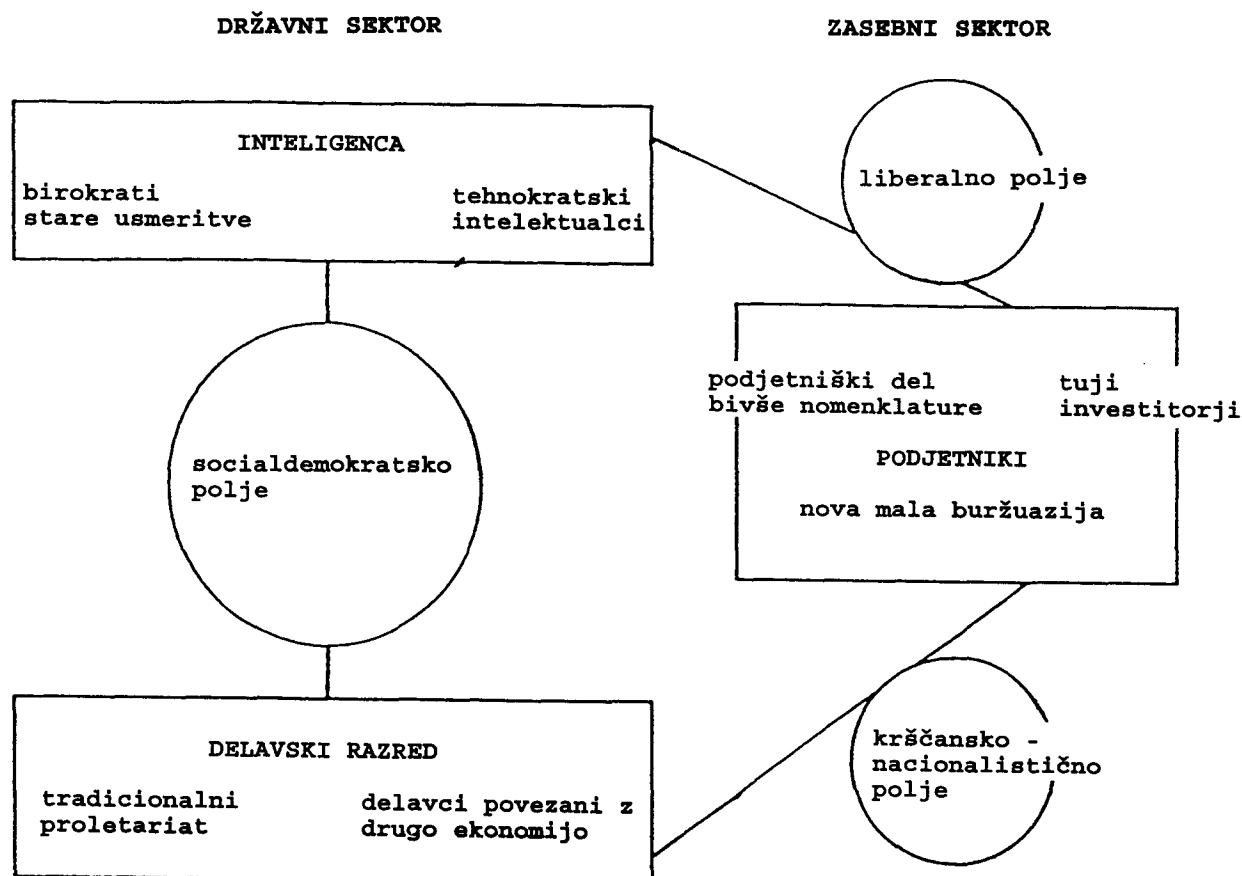 DRŽAVNI SEKTOR
ZASEBNI SEKTOR
INTELIGENCA
birokrati
stare usmeritve
tehnokratski
intelektualci
liberalno polje
podjetniški del
bivše nomenklature
tuji
investitorji
PODJETNIKI
nova mala buržuazija
socialdemokratsko
polje
DELAVSKI RAZRED
tradicionalni
proletariat
delavci povezani z
drugo ekonomijo
krščansko -
nacionalistično
polje